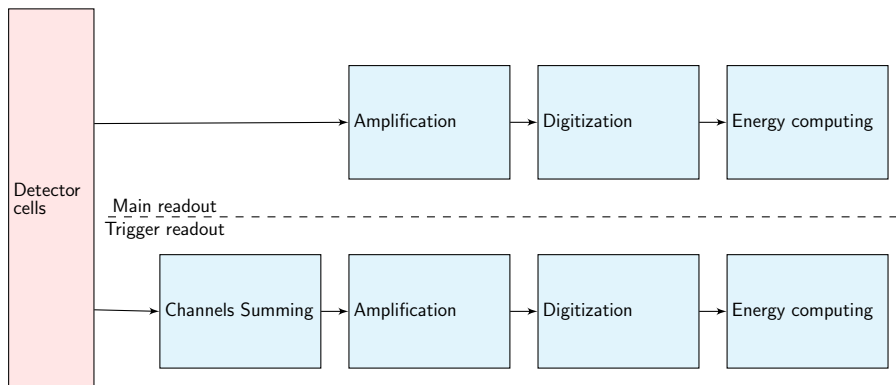 Detector
cells
Amplification
Digitization
Energy computing
Main readout
Trigger readout
Channels Summing
Amplification
Digitization
Energy computing